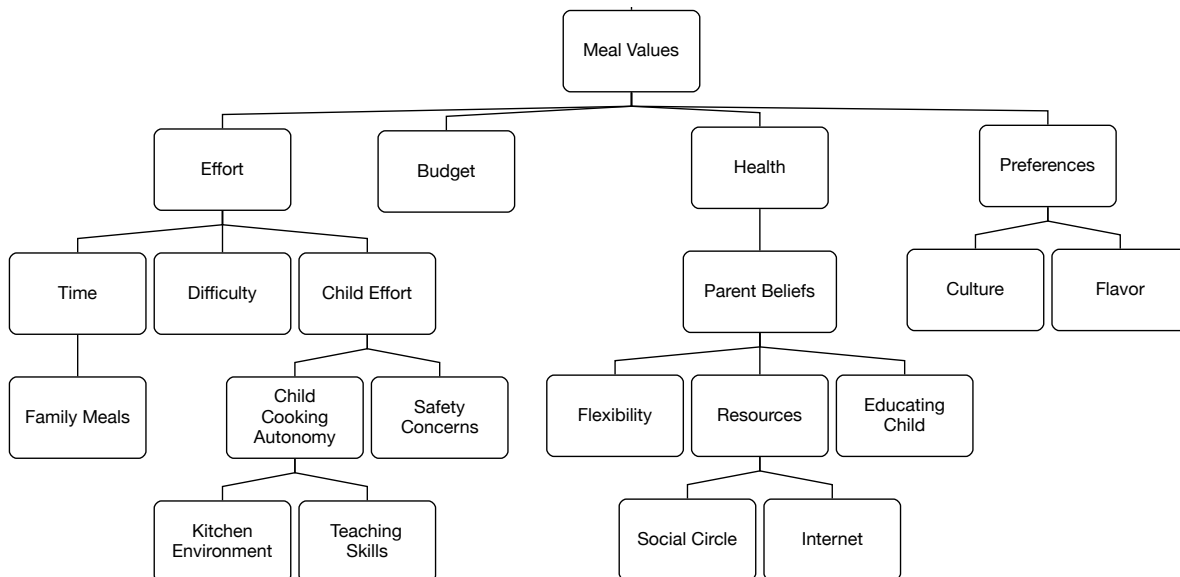 Meal Values
Effort
Budget
Health
Preferences
Time
Difficulty
Child Effort
Parent Beliefs
Culture
Flavor
Family Meals
Child
Cooking
Autonomy
Safety
Concerns
Flexibility
Resources
Educating
Child
Kitchen
Environment
Teaching
Skills
Social Circle
Internet